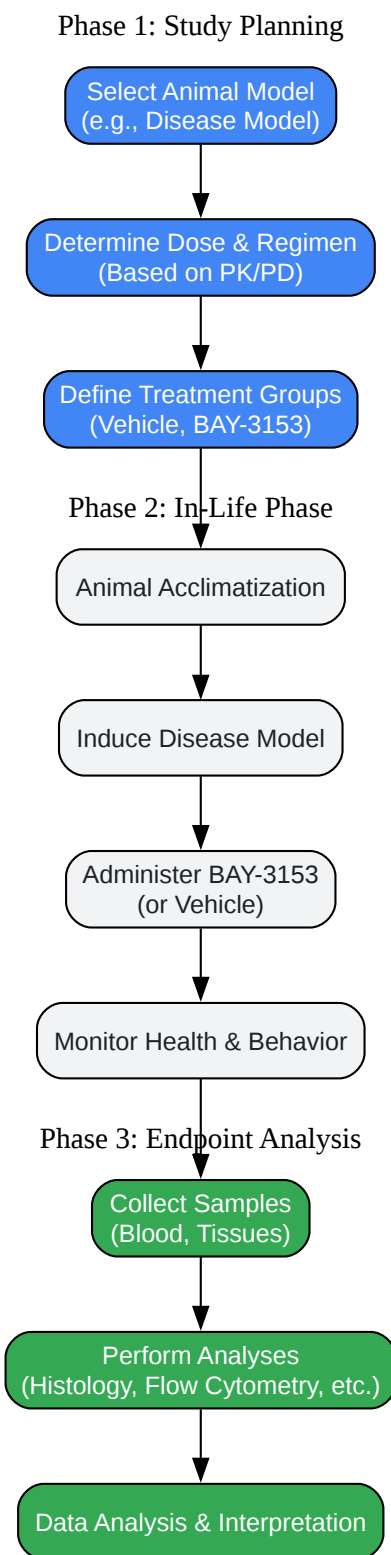 Phase 1: Study Planning
Select Animal Model
(e.g., Disease Model)
Determine Dose & Regimen
(Based on PK/PD)
Define Treatment Groups
(Vehicle, BAY-3153)
Phase 2: In-Life Phase
Animal Acclimatization
Induce Disease Model
Administer BAY-3153
(or Vehicle)
Monitor Health & Behavior
Phase 3: Endpoint Analysis
Collect Samples
(Blood, Tissues)
Perform Analyses
(Histology, Flow Cytometry, etc.)
Data Analysis & Interpretation